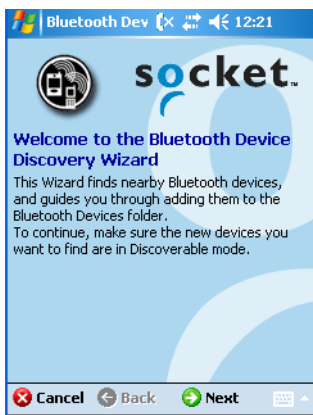 Bluetooth Dev 12:21
socket™
Welcome to the Bluetooth Device
Discovery Wizard
This Wizard finds nearby Bluetooth devices,
and guides you through adding them to the
Bluetooth Devices folder.
To continue, make sure the new devices you
want to find are in Discoverable mode.
Cancel Back Next